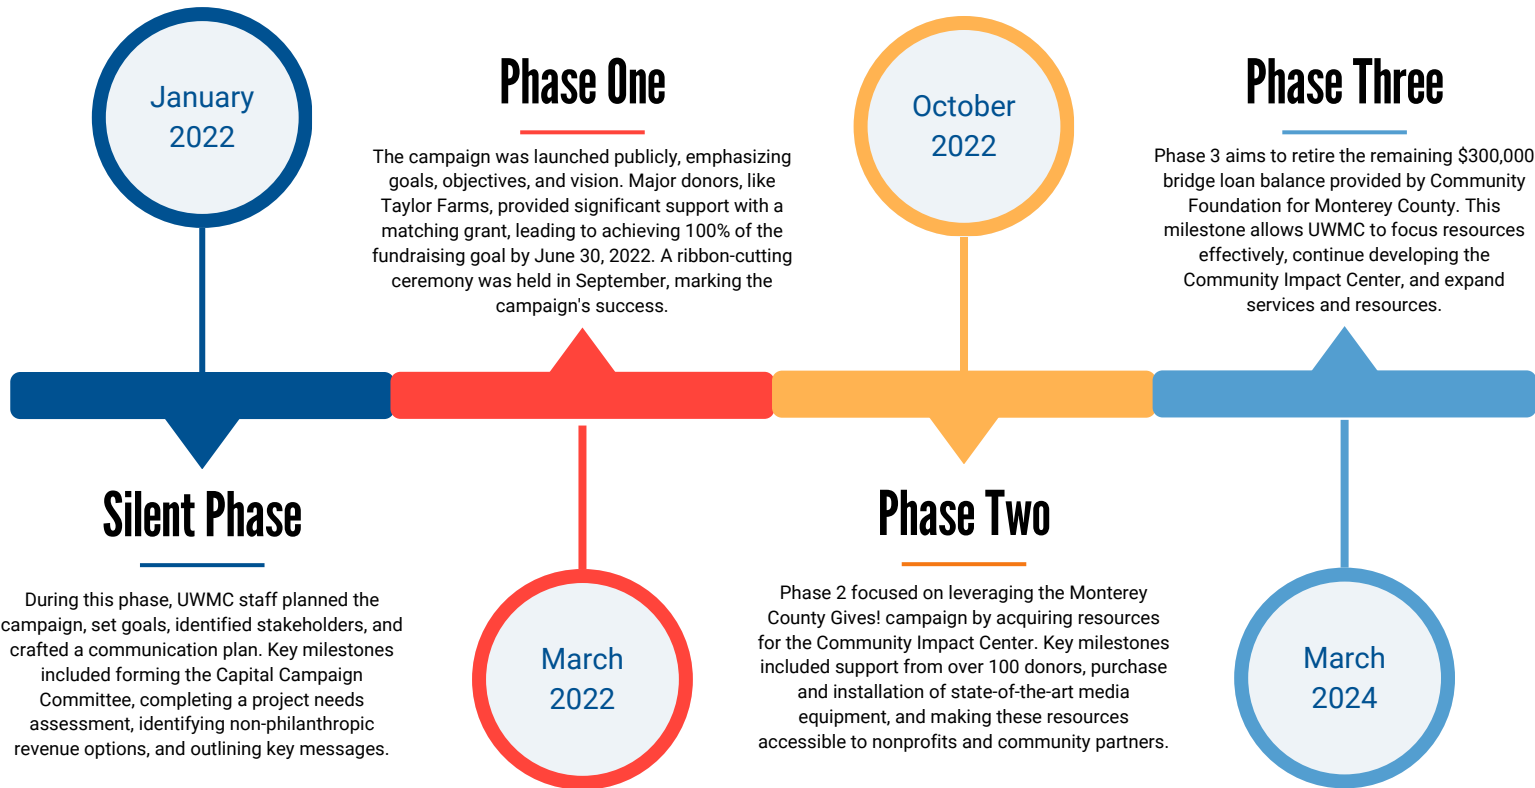 January
2022
Silent Phase
During this phase, UWMC staff planned the
campaign, set goals, identified stakeholders, and
crafted a communication plan. Key milestones
included forming the Capital Campaign
Committee, completing a project needs
assessment, identifying non-philanthropic
revenue options, and outlining key messages.
Phase One
The campaign was launched publicly, emphasizing
goals, objectives, and vision. Major donors, like
Taylor Farms, provided significant support with a
matching grant, leading to achieving 100% of the
fundraising goal by June 30, 2022. A ribbon-cutting
ceremony was held in September, marking the
campaign's success.
March
2022
October
2022
Phase Two
Phase 2 focused on leveraging the Monterey
County Gives! campaign by acquiring resources
for the Community Impact Center. Key milestones
included support from over 100 donors, purchase
and installation of state-of-the-art media
equipment, and making these resources
accessible to nonprofits and community partners.
Phase Three
Phase 3 aims to retire the remaining $300,000
bridge loan balance provided by Community
Foundation for Monterey County. This
milestone allows UWMC to focus resources
effectively, continue developing the
Community Impact Center, and expand
services and resources.
March
2024